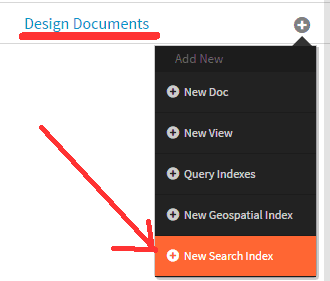 Design Documents
Add New
New Doc
New View
Query Indexes
New Geospatial Index
New Search Index